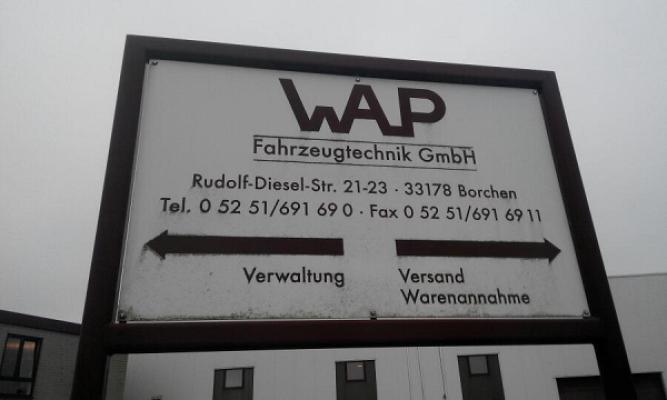 WAP
Fahrzeugtechnik GmbH
Rudolf-Diesel-Str. 21-23 · 33178 Borchen
Tel. 0 52 51/691 69 0 · Fax 0 52 51/691 69 11
Verwaltung
Versand
Warenannahme